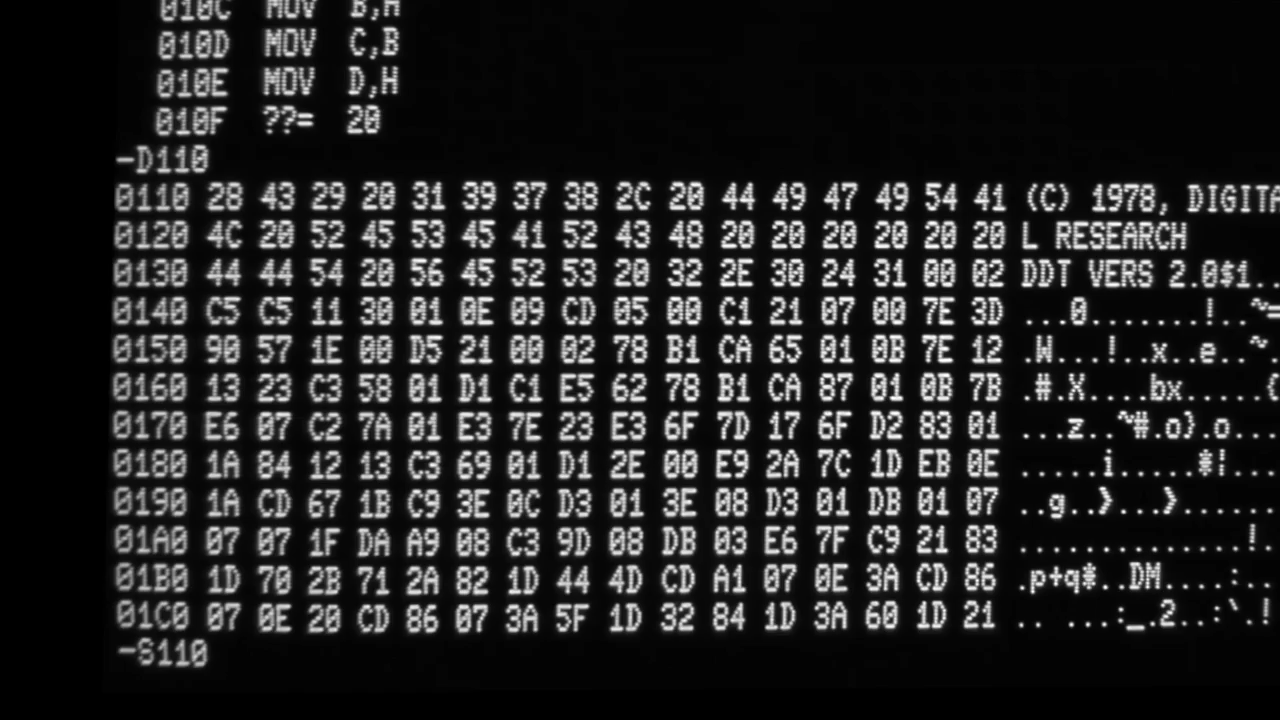 010C MOV B,H
010D MOV C,B
010E MOV D,H
010F ??= 20
-D110
0110 28 43 29 20 31 39 37 38 2C 20 44 49 47 49 54 41 (C) 1978, DIGITA
0120 4C 20 52 45 53 45 41 52 43 48 20 20 20 20 20 20 L RESEARCH
0130 44 44 54 20 56 45 52 53 20 32 2E 30 24 31 00 02 DDT VERS 2.0$1..
0140 C5 C5 11 30 01 0E 09 CD 05 00 C1 21 07 00 7E 3D ...0.......!..~=
0150 90 57 1E 00 D5 21 00 02 78 B1 CA 65 01 0B 7E 12 .W...!..x..e..~.
0160 13 23 C3 58 01 D1 C1 E5 62 78 B1 CA 87 01 0B 7B .#.X....bx.....{
0170 E6 07 C2 7A 01 E3 7E 23 E3 6F 7D 17 6F D2 83 01 ...z..~#.o}.o...
0180 1A 84 12 13 C3 69 01 D1 2E 00 E9 2A 7C 1D EB 0E .....i.....*|...
0190 1A CD 67 1B C9 3E 0C D3 01 3E 08 D3 01 DB 01 07 ..g..>...>......
01A0 07 07 1F DA A9 08 C3 9D 08 DB 03 E6 7F C9 21 83 ..............!.
01B0 1D 70 2B 71 2A 82 1D 44 4D CD A1 07 0E 3A CD 86 .p+q*..DM....:..
01C0 07 0E 20 CD 86 07 3A 5F 1D 32 84 1D 3A 60 1D 21 .. ...:_.2..:`.!
-S110